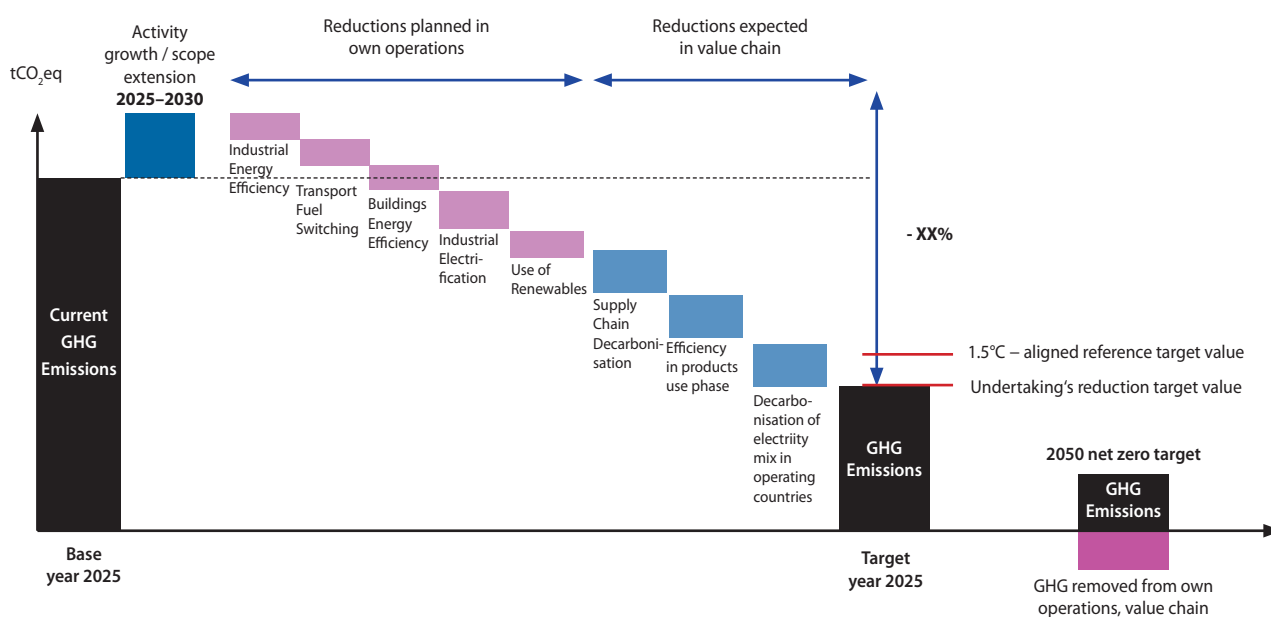 Activity
growth / scope
extension
2025–2030
Reductions planned in
own operations
Reductions expected
in value chain
tCO2eq
Industrial
Energy
Efficiency
Transport
Fuel
Switching
Buildings
Energy
Efficiency
Industrial
Electri-
fication
Use of
Renewables
Supply
Chain
Decarboni-
sation
Efficiency
in products
use phase
Decarbo-
nisation of
electriity
mix in
operating
countries
- XX%
1.5°C – aligned reference target value
Undertaking's reduction target value
Current
GHG
Emissions
GHG
Emissions
2050 net zero target
GHG
Emissions
Base
year 2025
Target
year 2025
GHG removed from own
operations, value chain